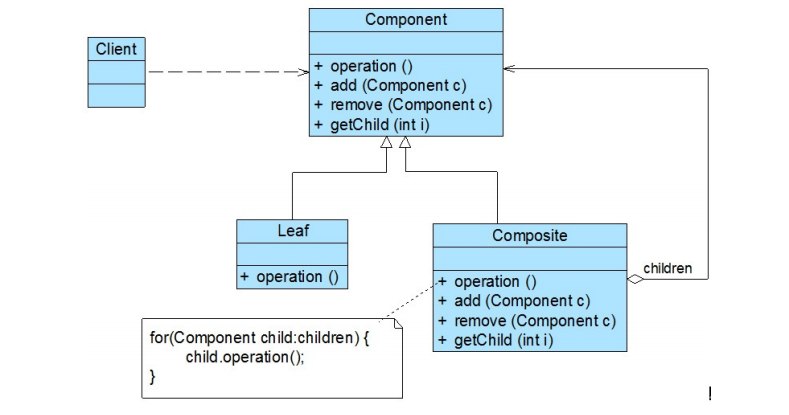 Component
Client
+ operation ()
+ add (Component c)
+ remove (Component c)
+ getChild (int i)
Leaf
+ operation ()
Composite
+ operation ()
+ add (Component c)
+ remove (Component c)
+ getChild (int i)
children
for(Component child:children) {
child.operation();
}
!